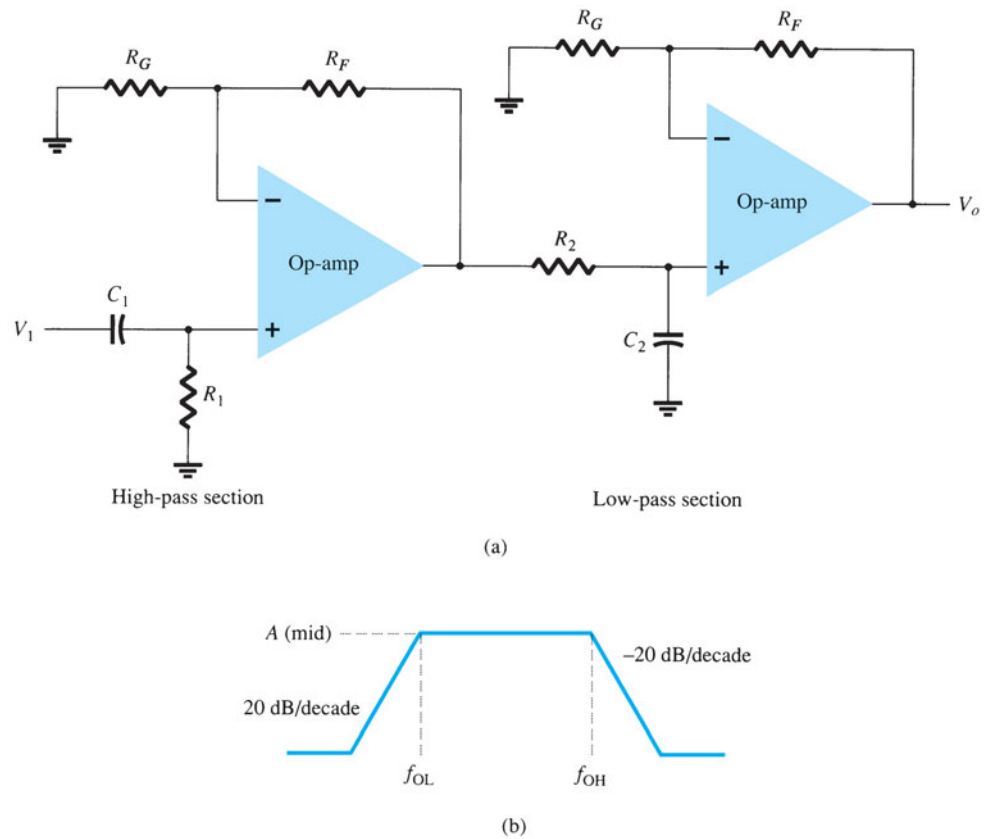 R_G
R_F
R_G
R_F
−
Op-amp
+
−
Op-amp
+
V_o
R_2
C_2
C_1
V_1
R_1
High-pass section
Low-pass section
(a)
A (mid)
20 dB/decade
–20 dB/decade
f_OL
f_OH
(b)